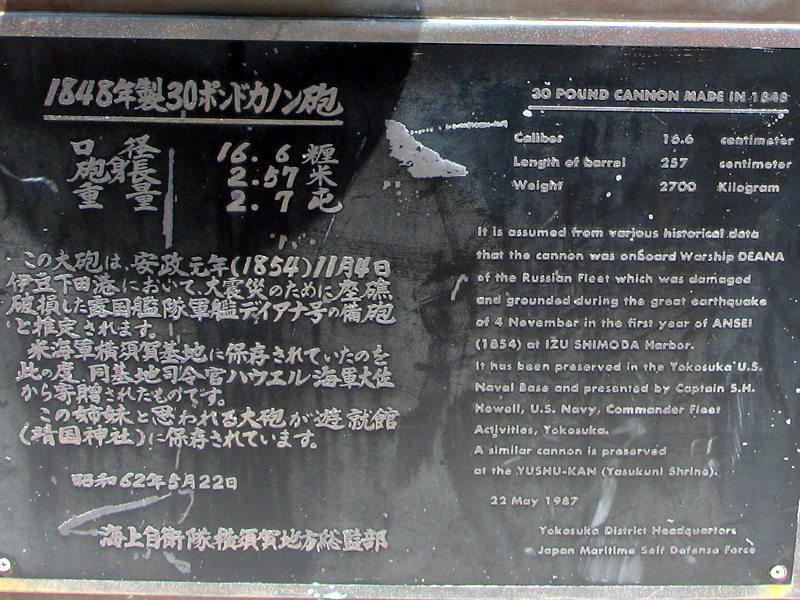 1848年製30ポンドカノン砲
口径 16.6 糎
砲身長 2.57 米
重量 2.7 屯
この大砲は、安政元年(1854)11月4日
伊豆下田港において、大震災のために座礁
破損した露国艦隊軍艦デイアナ号の備砲
と推定されます。
米海軍横須賀基地に保存されていたのを
此の度、同基地司令官ハウエル海軍大佐
から寄贈されたものです。
この姉妹と思われる大砲が遊就館
(靖国神社)に保存されています。
昭和62年5月22日
海上自衛隊横須賀地方総監部
30 POUND CANNON MADE IN 1848
Caliber 16.6 centimeter
Length of barrel 257 centimeter
Weight 2700 Kilogram
It is assumed from various historical data
that the cannon was onboard Warship DEANA
of the Russian Fleet which was damaged
and grounded during the great earthquake
of 4 November in the first year of ANSEI
(1854) at IZU SHIMODA Harbor.
It has been preserved in the Yokosuka U.S.
Naval Base and presented by Captain S.H.
Howell, U.S. Navy, Commander Fleet
Activities, Yokosuka.
A similar cannon is preserved
at the YUSHU-KAN (Yasukuni Shrine).
22 May 1987
Yokosuka District Headquarters
Japan Maritime Self Defense Force